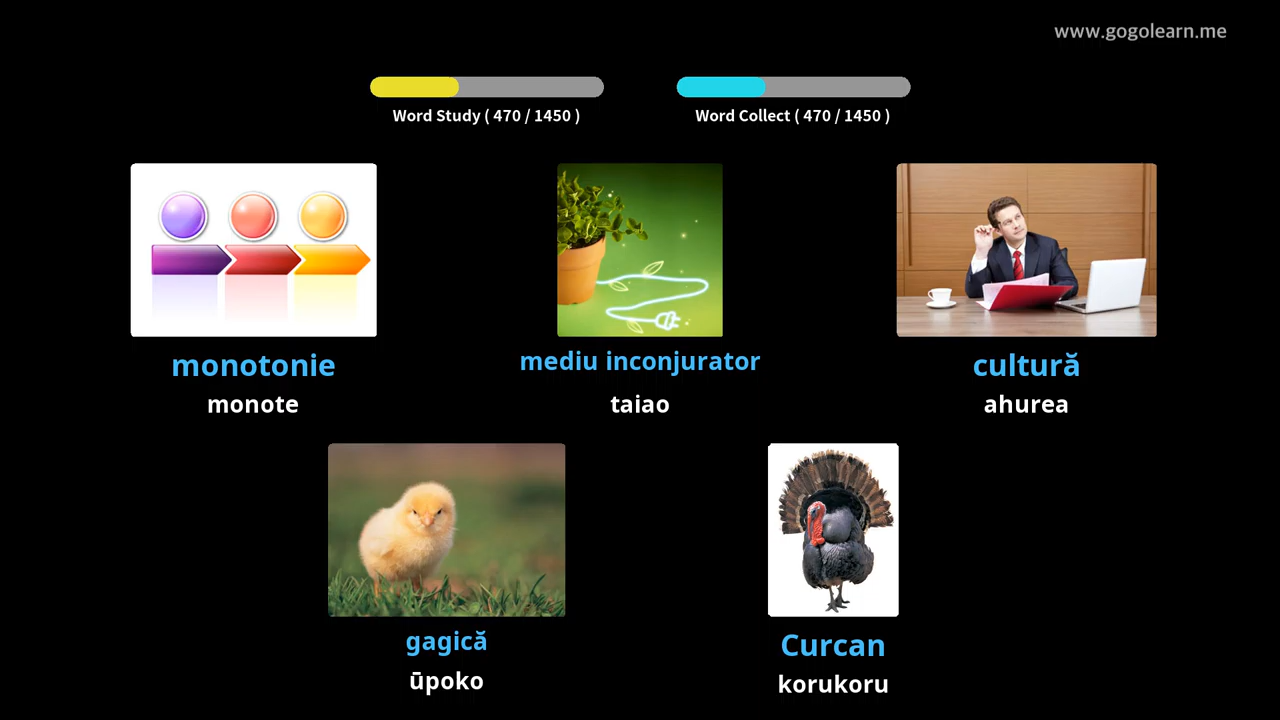 www.gogolearn.me
Word Study ( 470 / 1450 )
Word Collect ( 470 / 1450 )
monotonie
monote
mediu inconjurator
taiao
cultură
ahurea
gagică
ūpoko
Curcan
korukoru